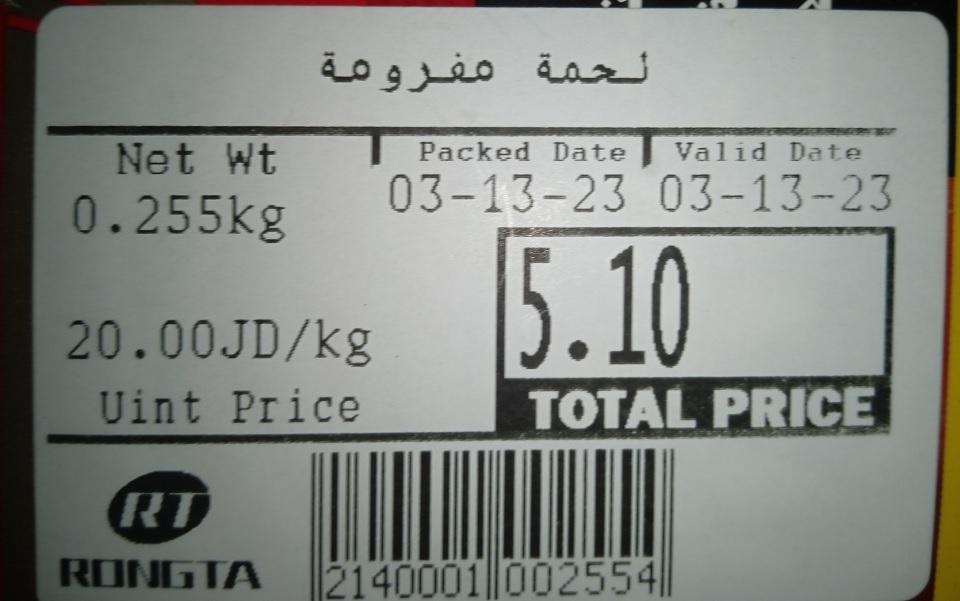 لحمة مفرومة
Net Wt
Packed Date
Valid Date
0.255kg
03-13-23
03-13-23
5.10
20.00JD/kg
Uint Price
TOTAL PRICE
RT
RONGTA
2140001 002554